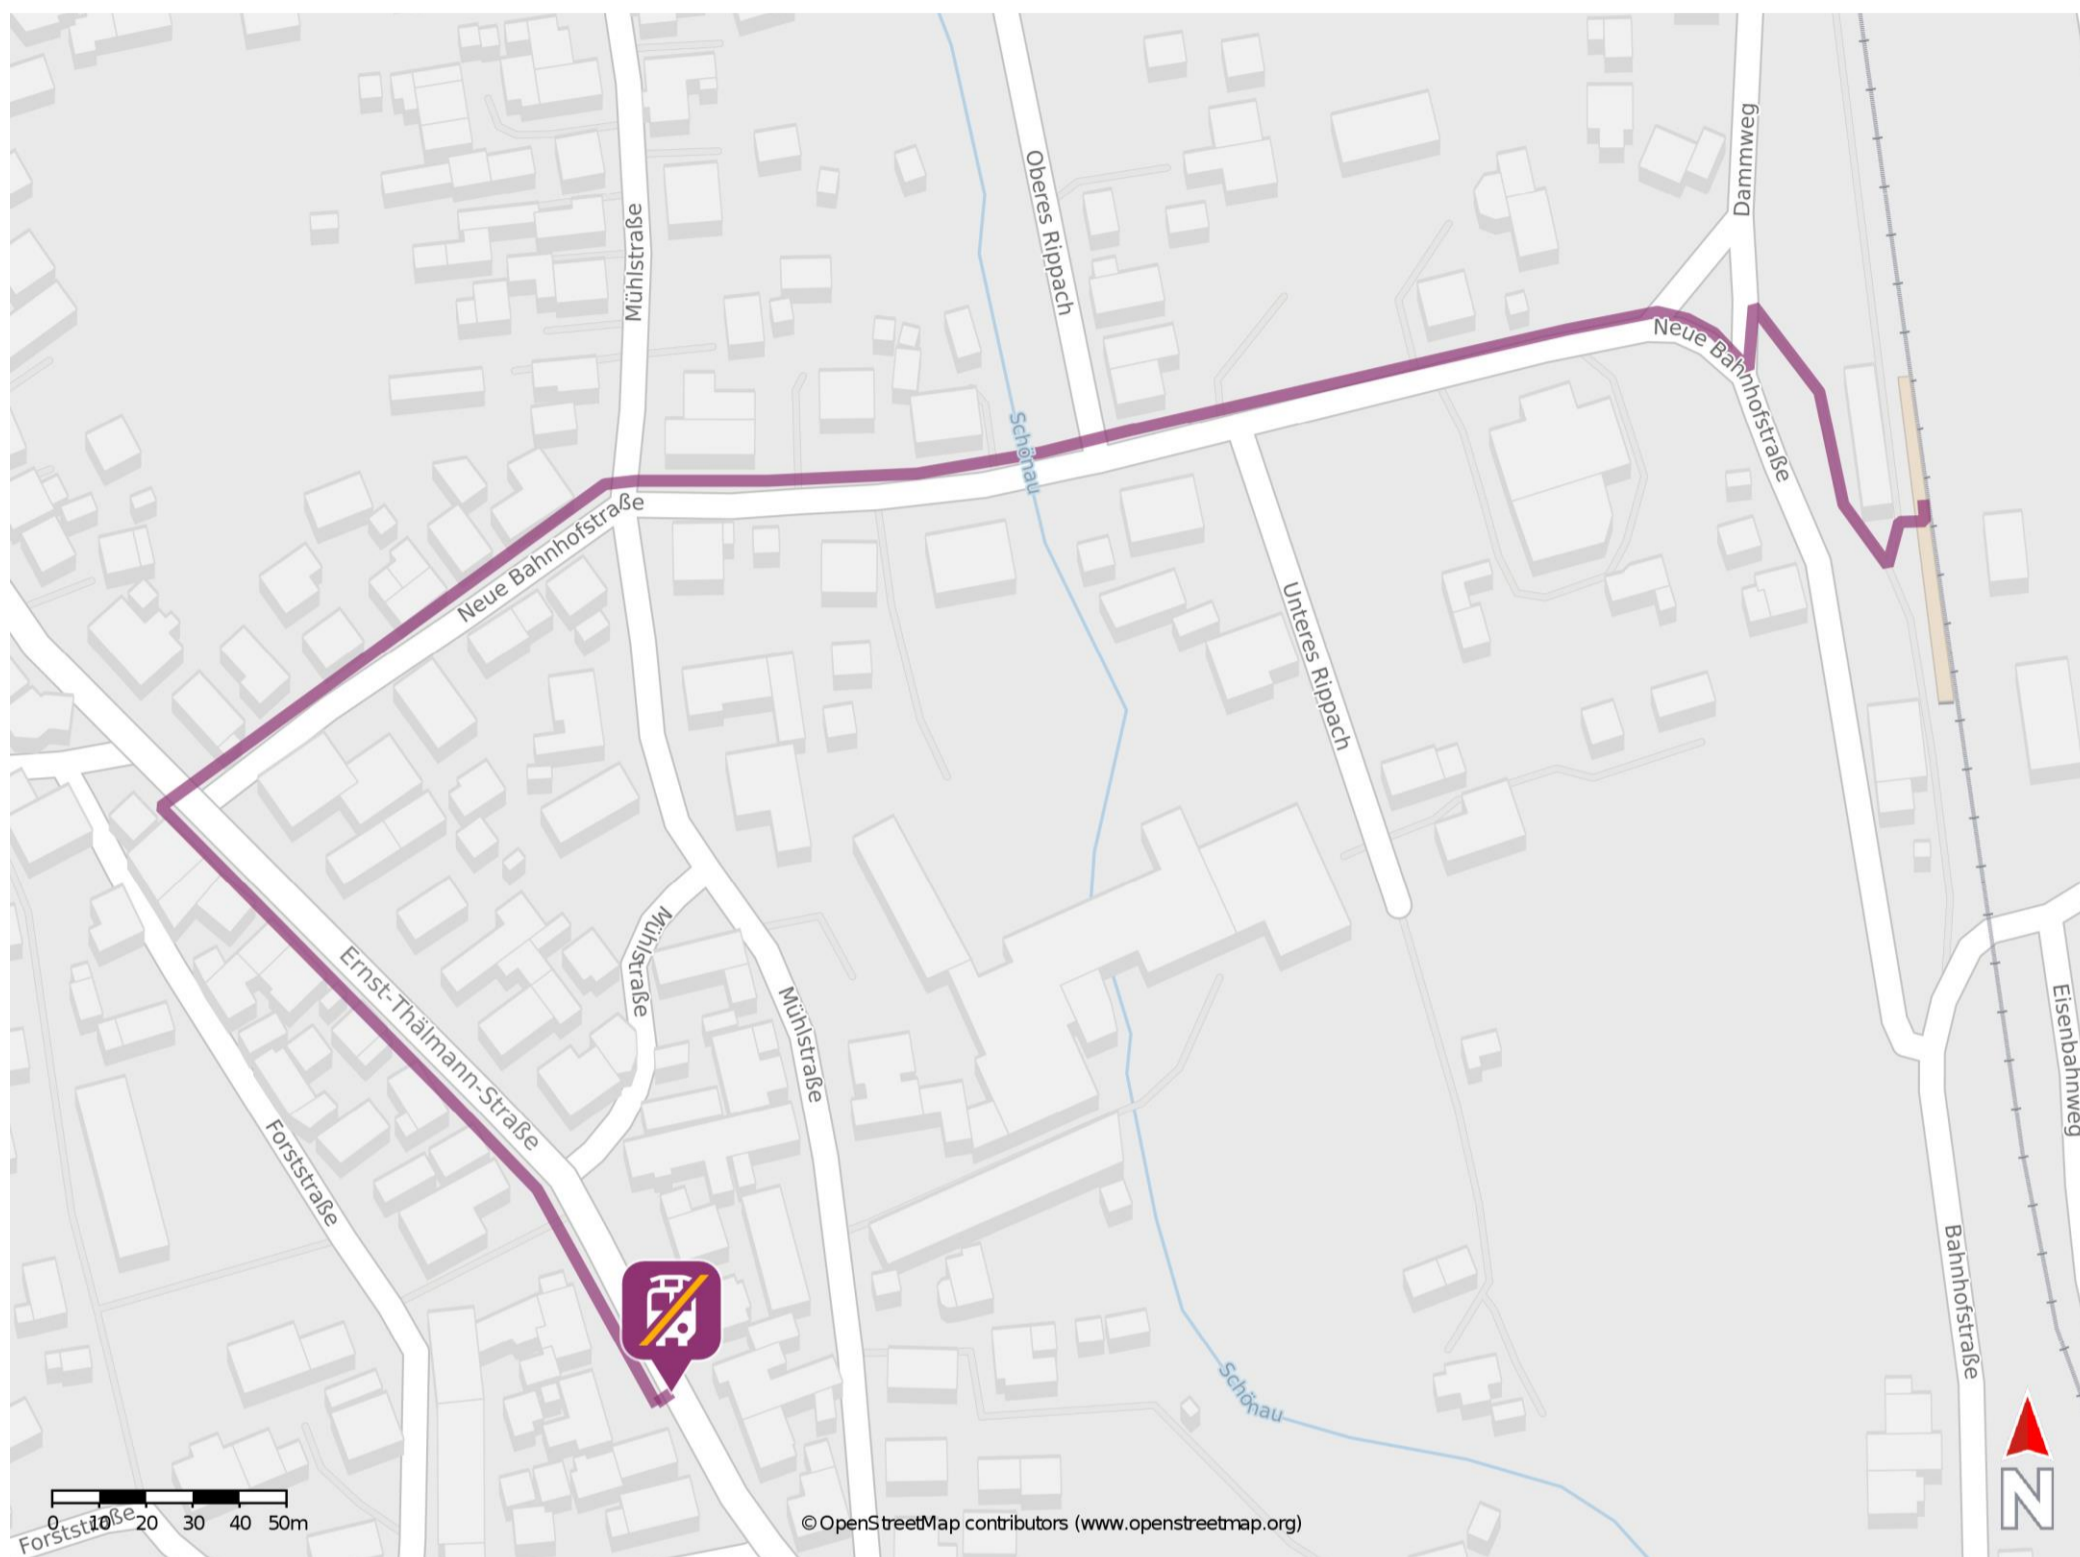 Dammweg
Oberes Rippach
Mühlstraße
Neue Bahnhofstraße
Schönau
Neue Bahnhofstraße
Unteres Rippach
Mühlstraße
Ernst-Thälmann-Straße
Mühlstraße
Eisenbahnweg
Forststraße
Bahnhofstraße
Schönau
N
0 10 20 30 40 50m
Forststraße
© OpenStreetMap contributors (www.openstreetmap.org)